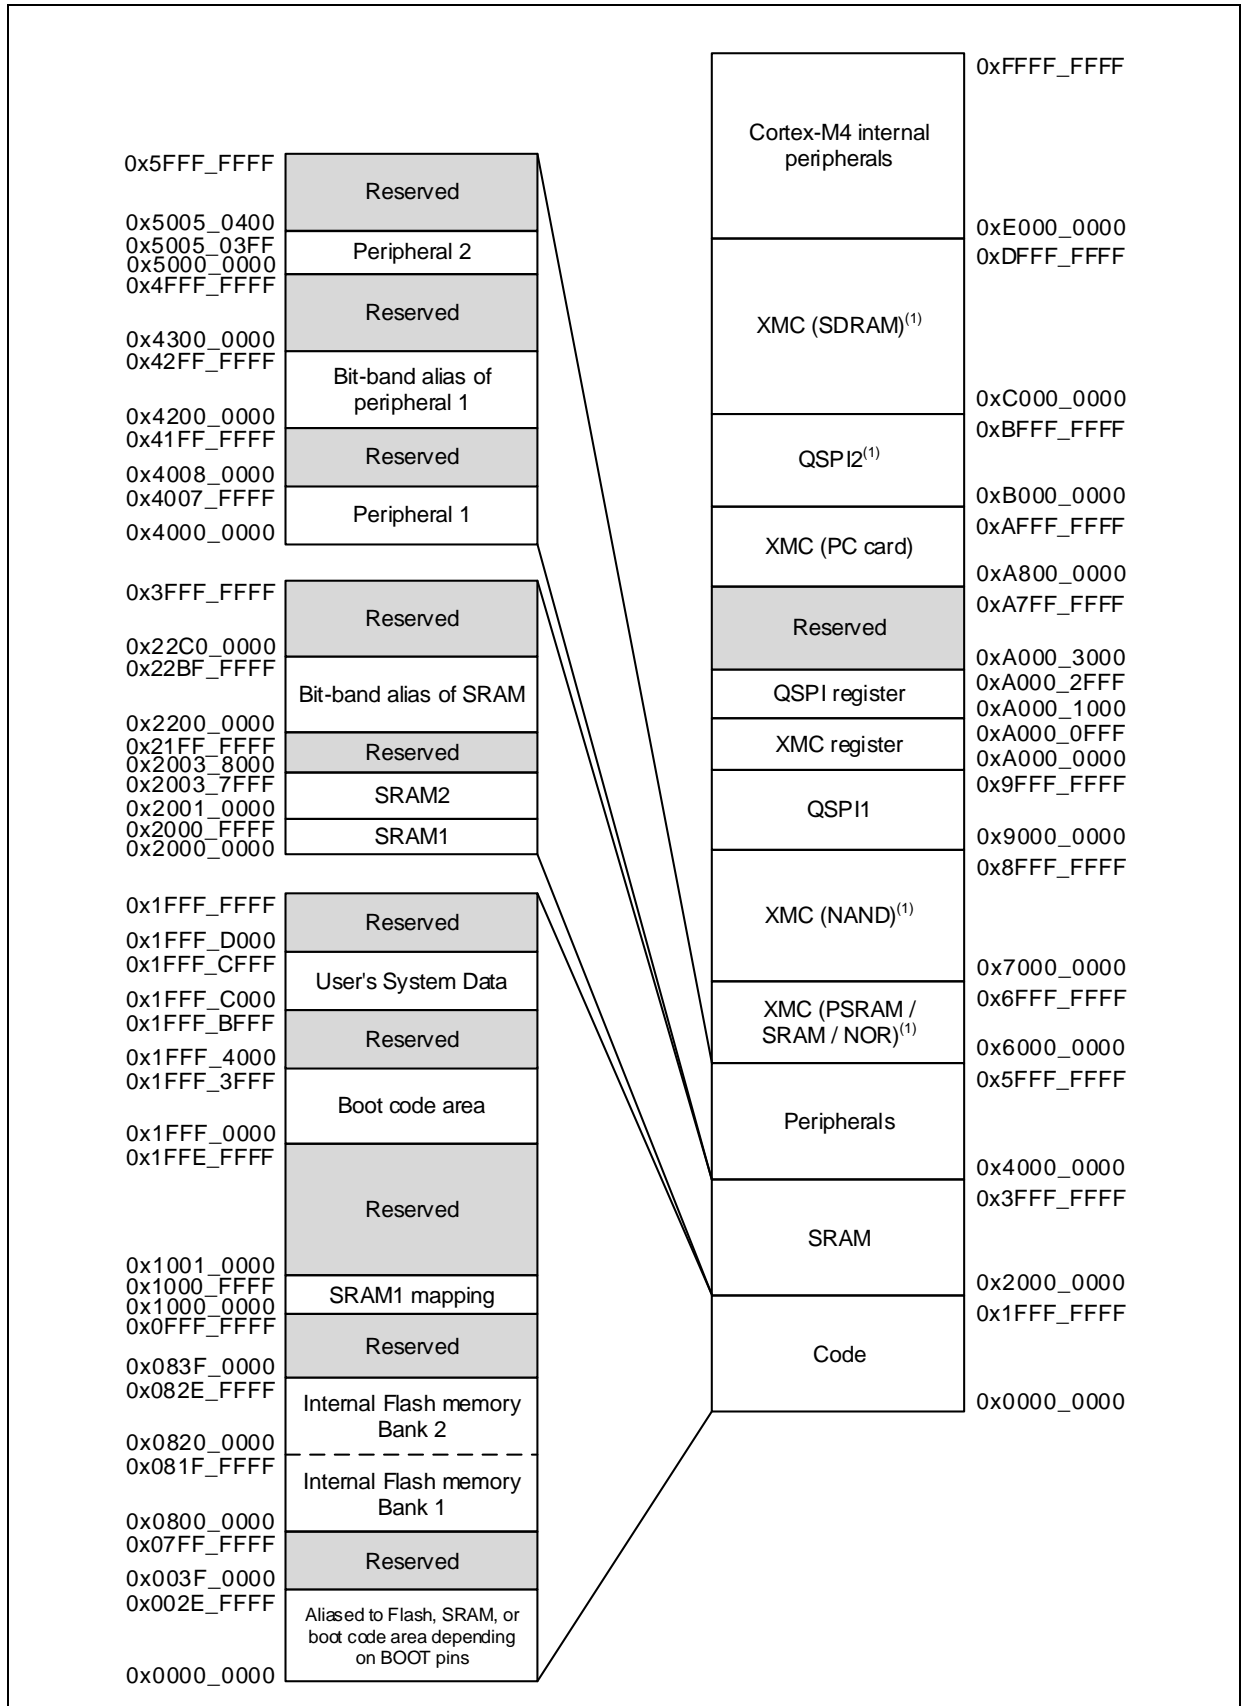 0x5FFF_FFFF
Reserved
0x5005_0400
0x5005_03FF
Peripheral 2
0x5000_0000
0x4FFF_FFFF
Reserved
0x4300_0000
0x42FF_FFFF
Bit-band alias of
peripheral 1
0x4200_0000
0x41FF_FFFF
Reserved
0x4008_0000
0x4007_FFFF
Peripheral 1
0x4000_0000
0x3FFF_FFFF
Reserved
0x22C0_0000
0x22BF_FFFF
Bit-band alias of SRAM
0x2200_0000
0x21FF_FFFF
Reserved
0x2003_8000
0x2003_7FFF
SRAM2
0x2001_0000
0x2000_FFFF
SRAM1
0x2000_0000
0x1FFF_FFFF
Reserved
0x1FFF_D000
0x1FFF_CFFF
User's System Data
0x1FFF_C000
0x1FFF_BFFF
Reserved
0x1FFF_4000
0x1FFF_3FFF
Boot code area
0x1FFF_0000
0x1FFE_FFFF
Reserved
0x1001_0000
0x1000_FFFF
SRAM1 mapping
0x1000_0000
0x0FFF_FFFF
Reserved
0x083F_0000
0x082E_FFFF
Internal Flash memory
Bank 2
0x0820_0000
0x081F_FFFF
Internal Flash memory
Bank 1
0x0800_0000
0x07FF_FFFF
Reserved
0x003F_0000
0x002E_FFFF
Aliased to Flash, SRAM, or
boot code area depending
on BOOT pins
0x0000_0000
0xFFFF_FFFF
Cortex-M4 internal
peripherals
0xE000_0000
0xDFFF_FFFF
XMC (SDRAM)(1)
0xC000_0000
0xBFFF_FFFF
QSPI2(1)
0xB000_0000
0xAFFF_FFFF
XMC (PC card)
0xA800_0000
0xA7FF_FFFF
Reserved
0xA000_3000
0xA000_2FFF
QSPI register
0xA000_1000
0xA000_0FFF
XMC register
0xA000_0000
0x9FFF_FFFF
QSPI1
0x9000_0000
0x8FFF_FFFF
XMC (NAND)(1)
0x7000_0000
0x6FFF_FFFF
XMC (PSRAM /
SRAM / NOR)(1)
0x6000_0000
0x5FFF_FFFF
Peripherals
0x4000_0000
0x3FFF_FFFF
SRAM
0x2000_0000
0x1FFF_FFFF
Code
0x0000_0000